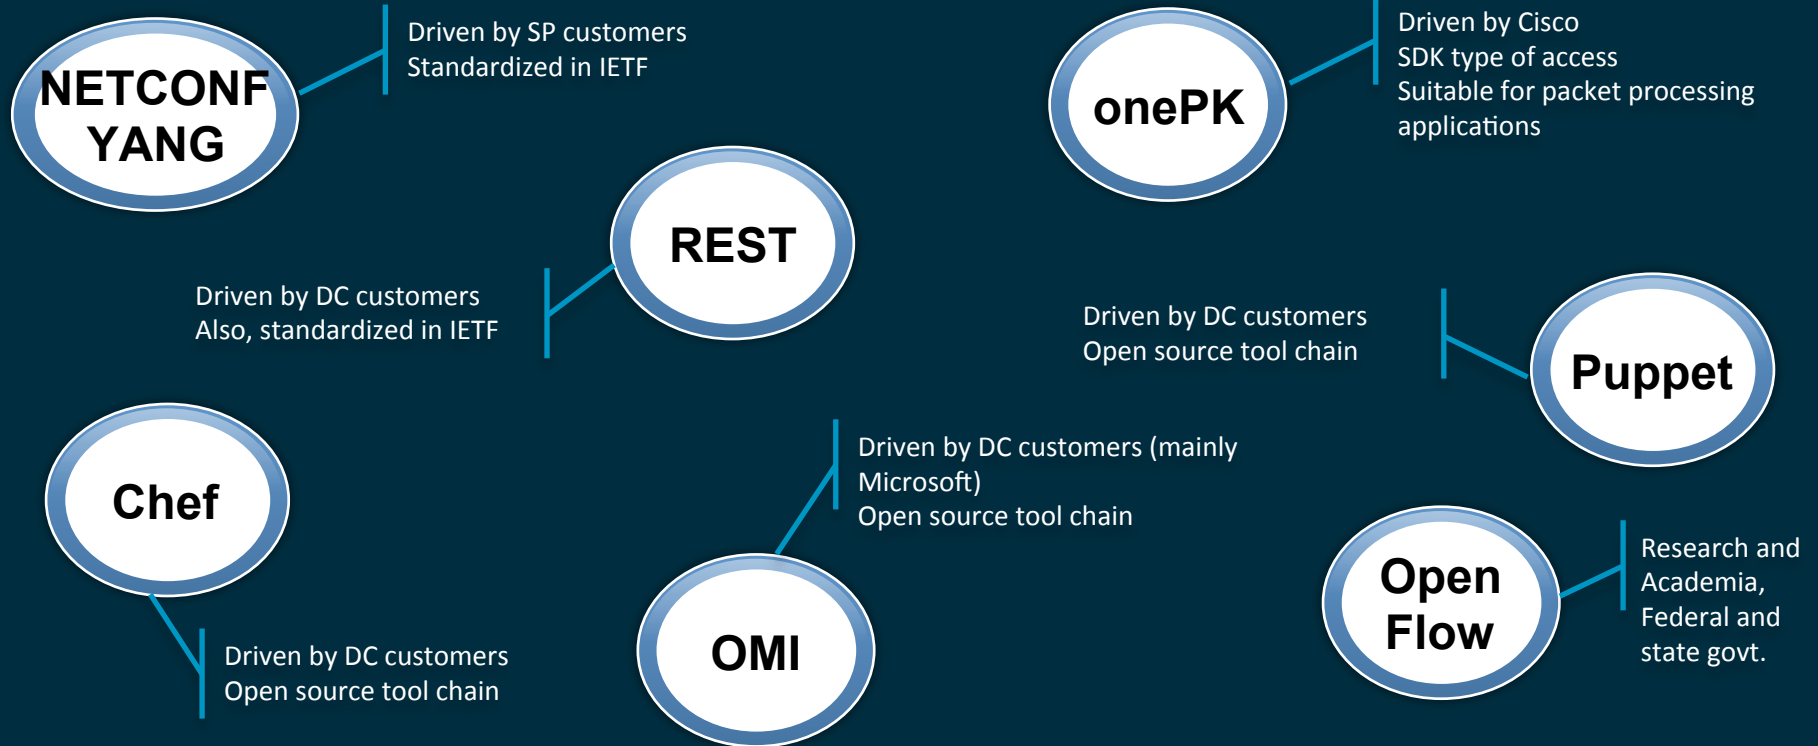 NETCONF
YANG
Driven by SP customers
Standardized in IETF
onePK
Driven by Cisco
SDK type of access
Suitable for packet processing
applications
REST
Driven by DC customers
Also, standardized in IETF
Driven by DC customers
Open source tool chain
Puppet
Chef
Driven by DC customers
Open source tool chain
Driven by DC customers (mainly
Microsoft)
Open source tool chain
OMI
Open
Flow
Research and
Academia,
Federal and
state govt.